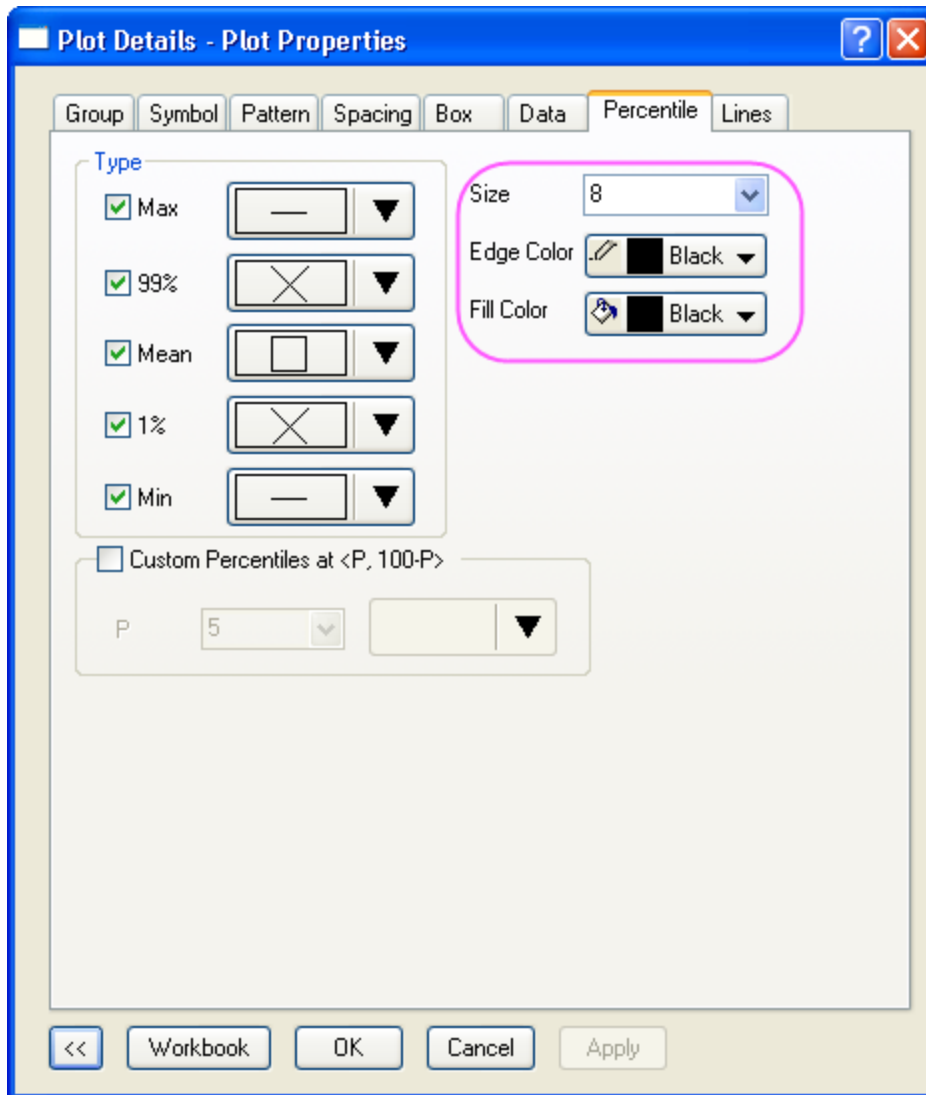 Plot Details - Plot Properties
Group Symbol Pattern Spacing Box Data Percentile Lines
Type
Max
99%
Mean
1%
Min
Size 8
Edge Color Black
Fill Color Black
Custom Percentiles at <P, 100-P>
P 5
<< Workbook OK Cancel Apply